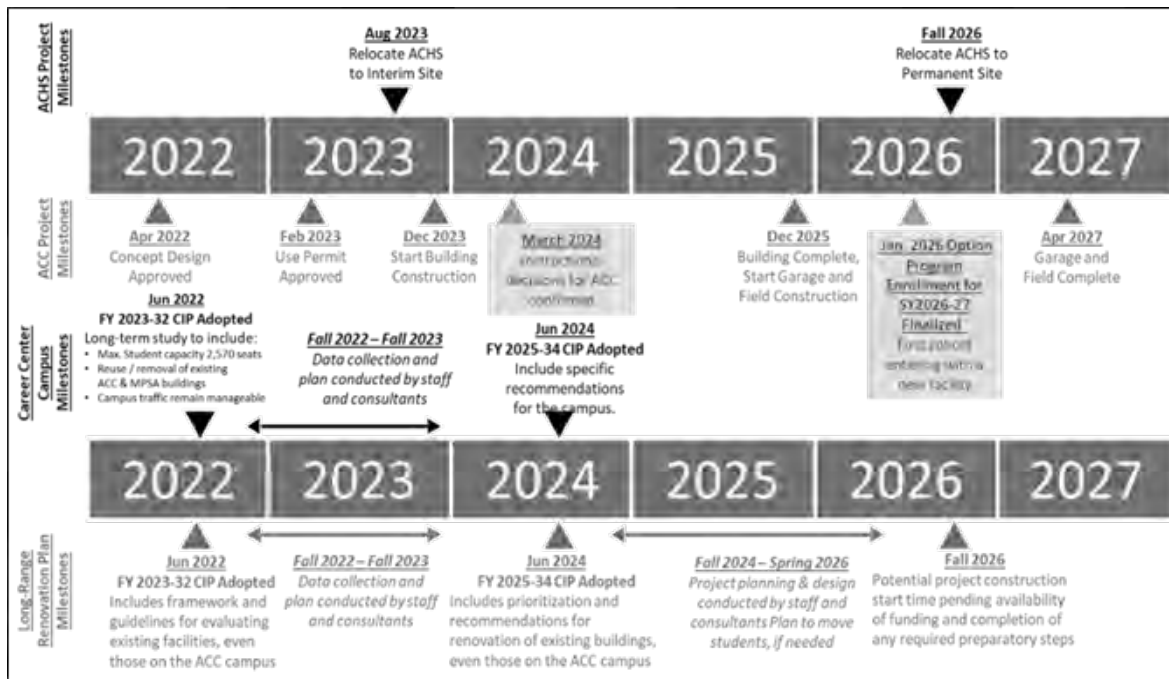 ACHS Project
Milestones
Aug 2023
Relocate ACHS
to Interim Site
Fall 2026
Relocate ACHS to
Permanent Site
2022
2023
2024
2025
2026
2027
ACC Project
Milestones
Apr 2022
Concept Design
Approved
Feb 2023
Use Permit
Approved
Dec 2023
Start Building
Construction
March 2024
decisions for ACC
confirmed
Dec 2025
Building Complete,
Start Garage and
Field Construction
Jan. 2026 Option
Program
Enrollment for
SY2026-27
Finalized
First cohort
entering with a
new facility
Apr 2027
Garage and
Field Complete
Career Center
Campus
Milestones
Jun 2022
FY 2023-32 CIP Adopted
Long-term study to include:
• Max. Student capacity 2,570 seats
• Reuse / removal of existing
ACC & MPSA buildings
• Campus traffic remain manageable
Fall 2022 – Fall 2023
Data collection and
plan conducted by staff
and consultants
Jun 2024
FY 2025-34 CIP Adopted
Include specific
recommendations
for the campus.
2022
2023
2024
2025
2026
2027
Long-Range
Renovation Plan
Milestones
Jun 2022
FY 2023-32 CIP Adopted
Includes framework and
guidelines for evaluating
existing facilities, even
those on the ACC campus
Fall 2022 – Fall 2023
Data collection and
plan conducted by staff
and consultants
Jun 2024
FY 2025-34 CIP Adopted
Includes prioritization and
recommendations for
renovation of existing buildings,
even those on the ACC campus
Fall 2024 – Spring 2026
Project planning & design
conducted by staff and
consultants Plan to move
students, if needed
Fall 2026
Potential project construction
start time pending availability
of funding and completion of
any required preparatory steps